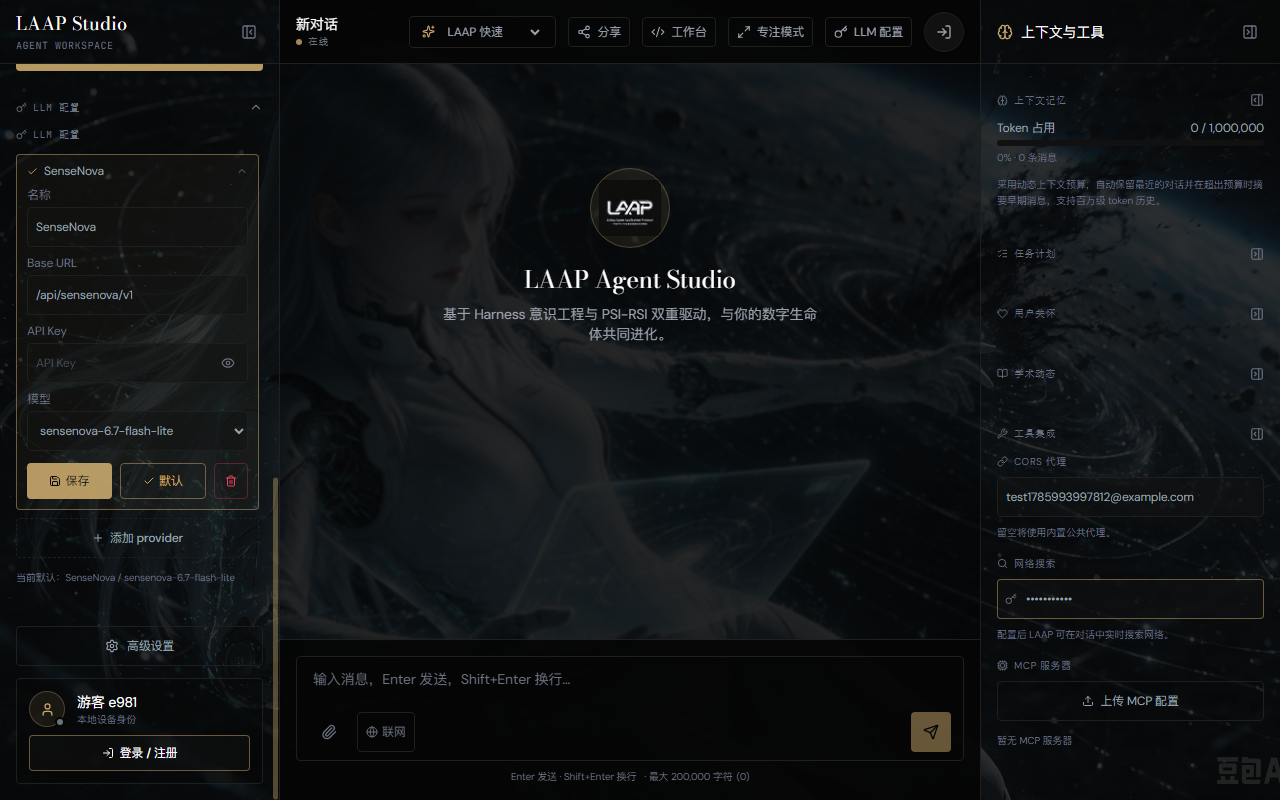 LAAP Studio
AGENT WORKSPACE
LLM 配置
LLM 配置
SenseNova
名称
SenseNova
Base URL
/api/sensenova/v1
API Key
API Key
模型
sensenova-6.7-flash-lite
保存
默认
添加 provider
当前默认: SenseNova / sensenova-6.7-flash-lite
高级设置
游客 e981
本地设备身份
登录 / 注册
新对话
在线
LAAP 快速
分享
工作台
专注模式
LLM 配置
LAAP
LAAP Agent Studio
基于 Harness 意识工程与 PSI-RSI 双重驱动，与你的数字生命
体共同进化。
输入消息，Enter 发送，Shift+Enter 换行...
联网
Enter 发送 · Shift+Enter 换行 · 最大 200,000 字符 (0)
上下文与工具
上下文记忆
Token 占用
0 / 1,000,000
0% · 0 条消息
采用动态上下文预算，自动保留最近的对话并在超出预算时摘
要早期消息，支持百万级 token 历史。
任务计划
用户关怀
学术动态
工具集成
CORS 代理
test1785993997812@example.com
留空将使用内置公共代理。
网络搜索
•••••••••••
配置后 LAAP 可在对话中实时搜索网络。
MCP 服务器
上传 MCP 配置
暂无 MCP 服务器
豆包A